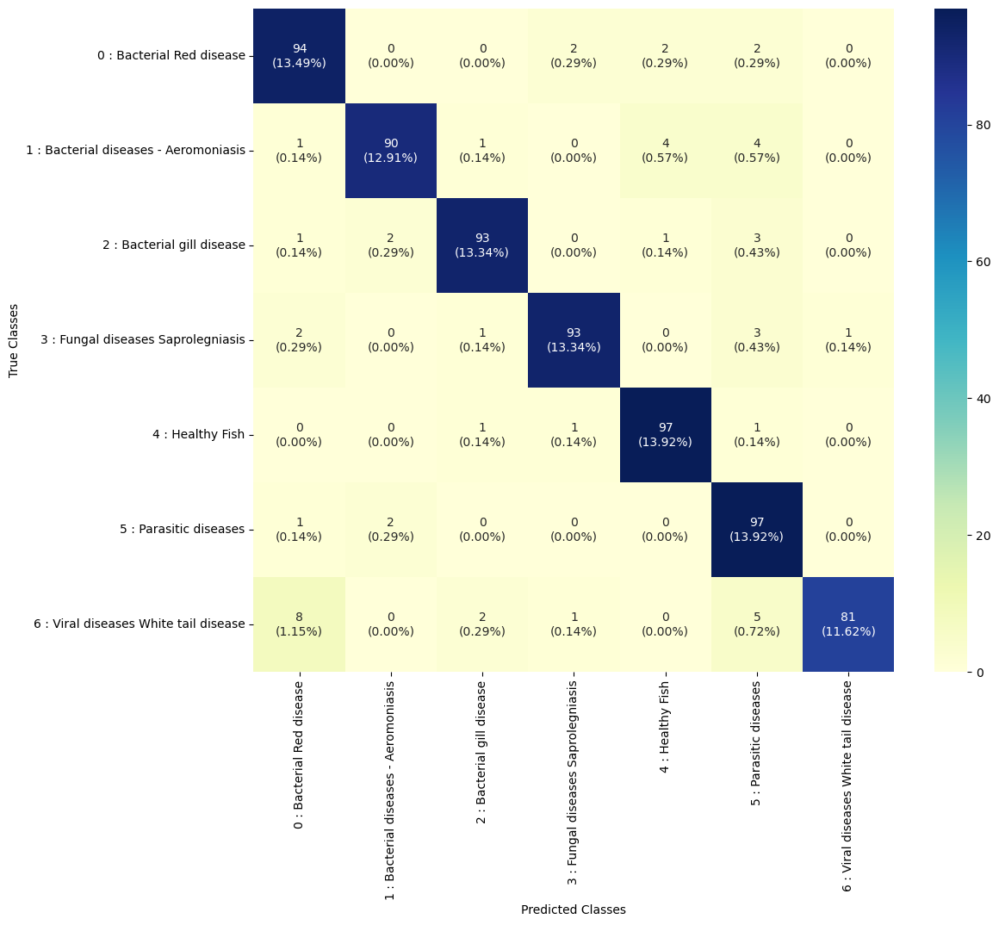 0 : Bacterial Red disease
94 0 0 2 2 2 0
(13.49%) (0.00%) (0.00%) (0.29%) (0.29%) (0.29%) (0.00%)
1 : Bacterial diseases - Aeromoniasis
1 90 1 0 4 4 0
(0.14%) (12.91%) (0.14%) (0.00%) (0.57%) (0.57%) (0.00%)
2 : Bacterial gill disease
1 2 93 0 1 3 0
(0.14%) (0.29%) (13.34%) (0.00%) (0.14%) (0.43%) (0.00%)
3 : Fungal diseases Saprolegniasis
2 0 1 93 0 3 1
(0.29%) (0.00%) (0.14%) (13.34%) (0.00%) (0.43%) (0.14%)
4 : Healthy Fish
0 0 1 1 97 1 0
(0.00%) (0.00%) (0.14%) (0.14%) (13.92%) (0.14%) (0.00%)
5 : Parasitic diseases
1 2 0 0 0 97 0
(0.14%) (0.29%) (0.00%) (0.00%) (0.00%) (13.92%) (0.00%)
6 : Viral diseases White tail disease
8 0 2 1 0 5 81
(1.15%) (0.00%) (0.29%) (0.14%) (0.00%) (0.72%) (11.62%)
True Classes
0 : Bacterial Red disease
1 : Bacterial diseases - Aeromoniasis
2 : Bacterial gill disease
3 : Fungal diseases Saprolegniasis
4 : Healthy Fish
5 : Parasitic diseases
6 : Viral diseases White tail disease
Predicted Classes
80
60
40
20
0